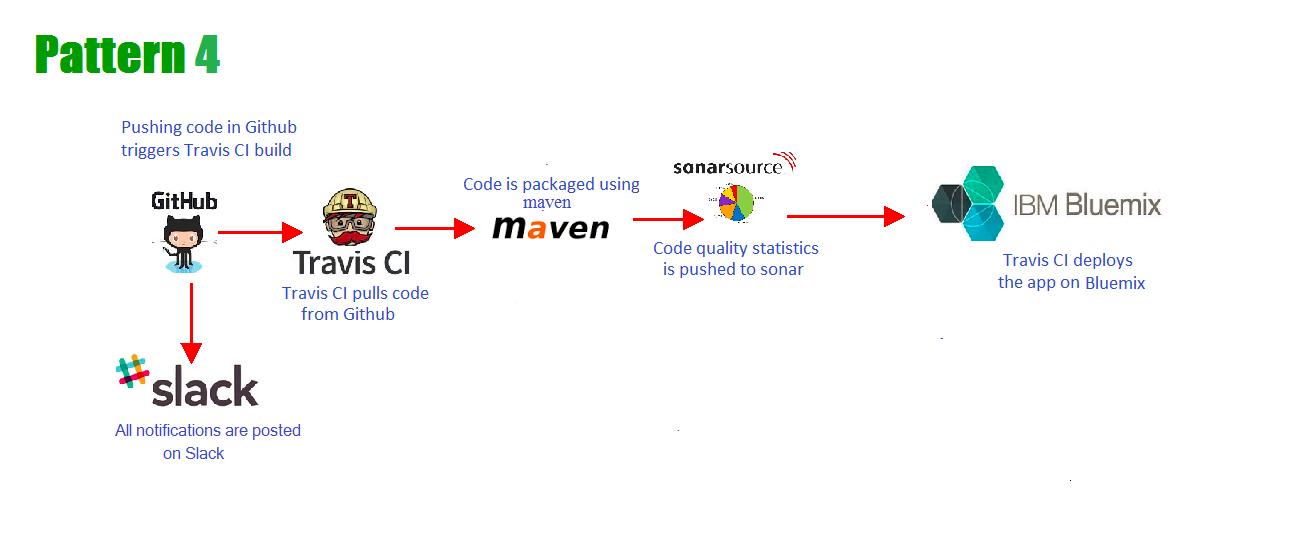 Pattern 4
Pushing code in Github
triggers Travis CI build
GitHub
Travis CI
Travis CI pulls code
from Github
Code is packaged using
maven
maven
sonarsource
Code quality statistics
is pushed to sonar
IBM Bluemix
Travis CI deploys
the app on Bluemix
slack
All notifications are posted
on Slack